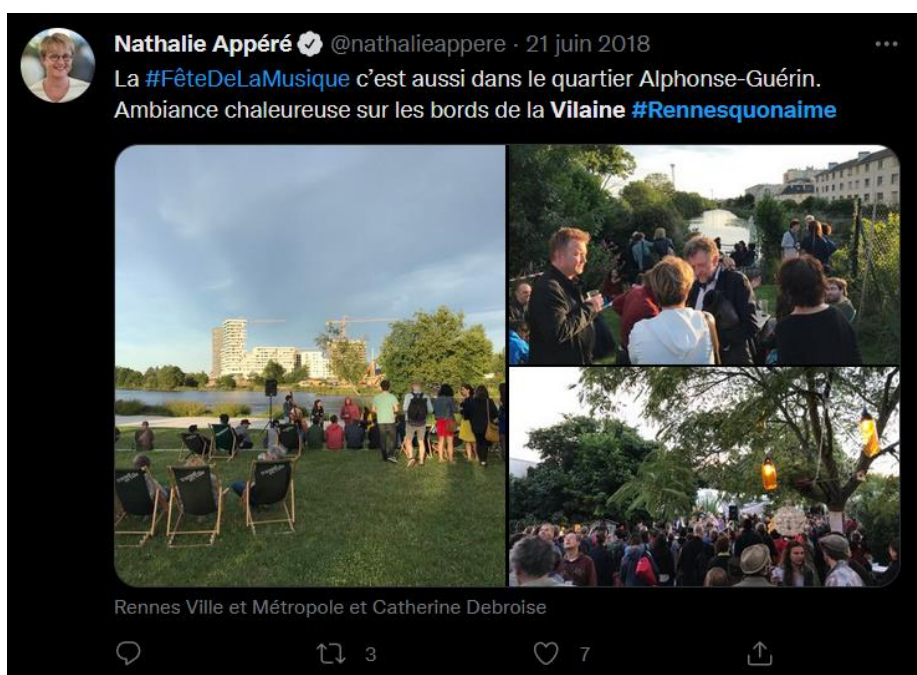 Nathalie Appéré @nathalieappere · 21 juin 2018
La #FêteDeLaMusique c’est aussi dans le quartier Alphonse-Guérin.
Ambiance chaleureuse sur les bords de la Vilaine #Rennesquonaime
Rennes Ville et Métropole et Catherine Debroise
3 7